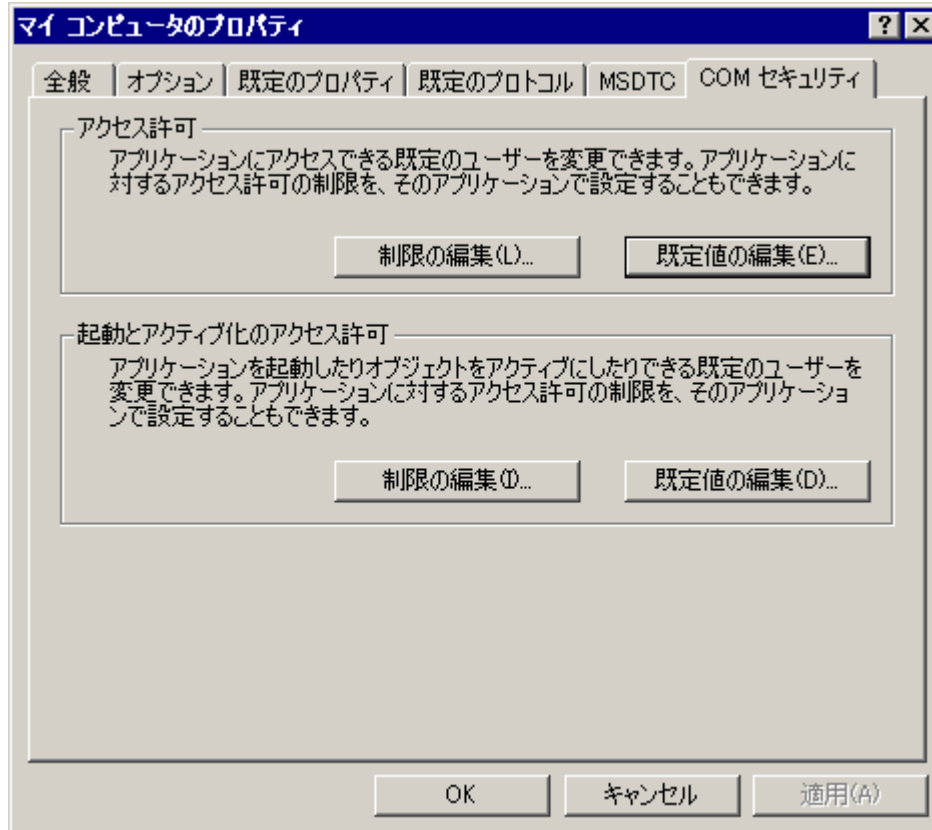 マイ コンピュータのプロパティ
全般 オプション 既定のプロパティ 既定のプロトコル MSDTC COM セキュリティ
アクセス許可
アプリケーションにアクセスできる既定のユーザーを変更できます。アプリケーションに
対するアクセス許可の制限を、そのアプリケーションで設定することもできます。
制限の編集(L)... 既定値の編集(E)...
起動とアクティブ化のアクセス許可
アプリケーションを起動したりオブジェクトをアクティブにしたりできる既定のユーザーを
変更できます。アプリケーションに対するアクセス許可の制限を、そのアプリケーショ
ンで設定することもできます。
制限の編集(I)... 既定値の編集(D)...
OK キャンセル 適用(A)